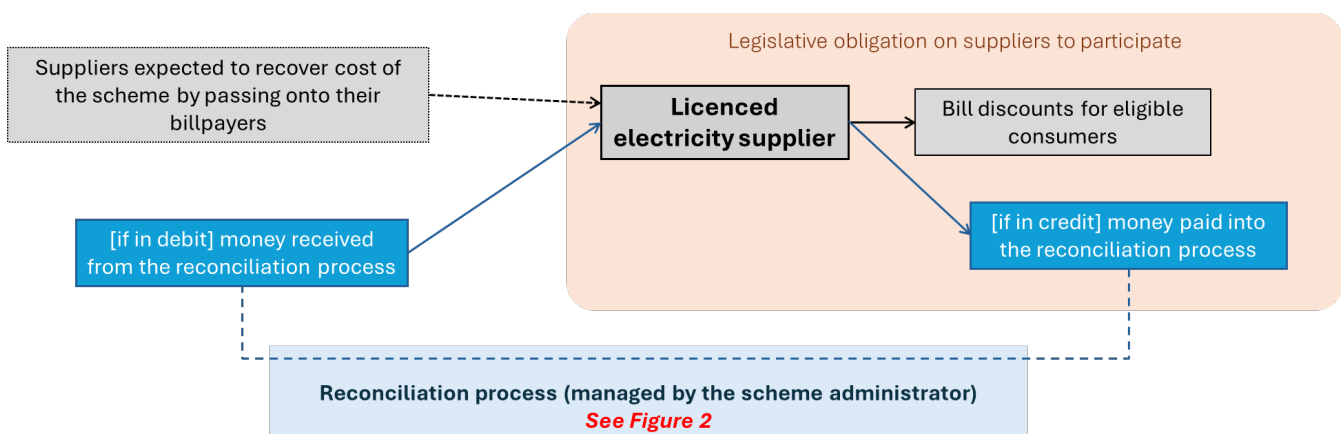 Legislative obligation on suppliers to participate
Suppliers expected to recover cost of
the scheme by passing onto their
billpayers
Licenced
electricity supplier
Bill discounts for eligible
consumers
[if in debit] money received
from the reconciliation process
[if in credit] money paid into
the reconciliation process
Reconciliation process (managed by the scheme administrator)
See Figure 2